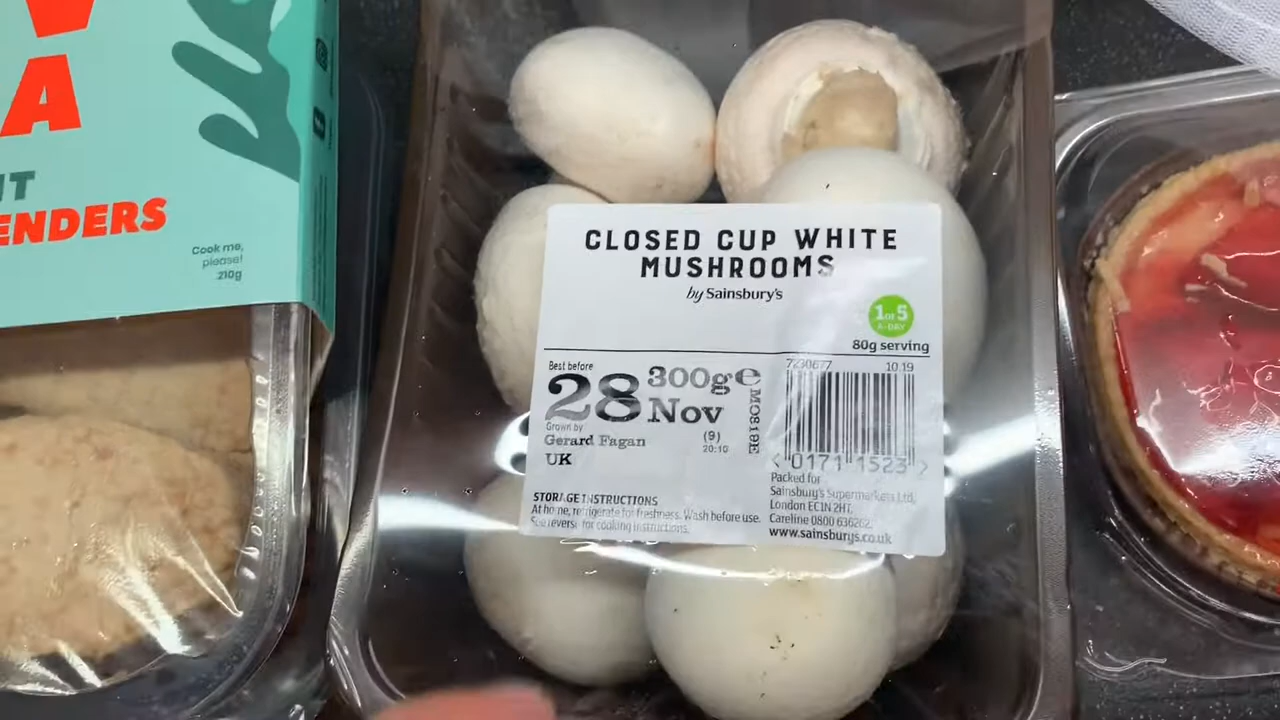 A
ENDERS
Cook me,
please!
210g
CLOSED CUP WHITE
MUSHROOMS
by Sainsbury's
1 OF 5
A-DAY
80g serving
Best before
28 Nov
300g e
MO819E
Grown by
Gerard Fagan
UK
(9)
20:10
7230677 10.19
< 0171 1523 >
STORAGE INSTRUCTIONS
At home, refrigerate for freshness. Wash before use.
See reverse for cooking instructions.
Packed for
Sainsbury's Supermarkets Ltd,
London EC1N 2HT.
Careline 0800 636262.
www.sainsburys.co.uk